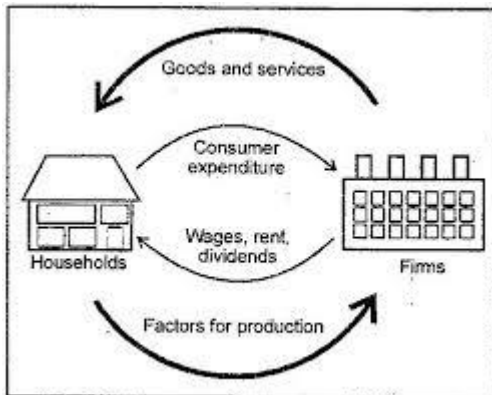 Goods and services
Consumer
expenditure
Wages, rent,
dividends
Households
Firms
Factors for production